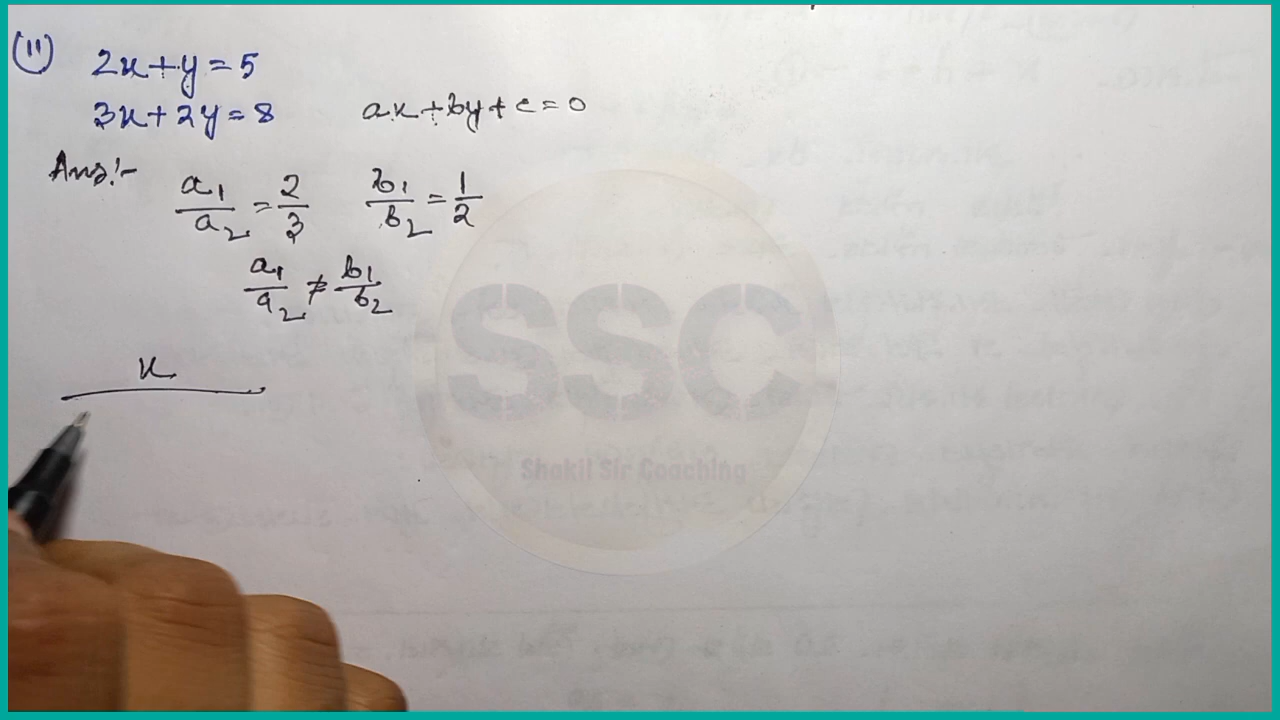 (11) 2x+y=5
3x+2y=8 ax+by+c=0
Ans:- a₁/a₂ = 2/3 b₁/b₂ = 1/2
a₁/a₂ ≠ b₁/b₂
x
SSC
Shakil Sir Coaching